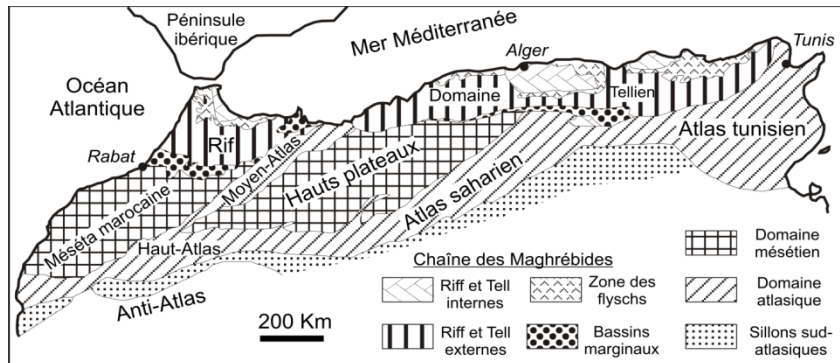 Péninsule
ibérique
Mer Méditerranée
Tunis
Alger
Océan
Atlantique
Domaine
Tellien
Rif
Rabat
Moyen-Atlas
Hauts plateaux
Atlas saharien
Atlas tunisien
Méséta marocaine
Haut-Atlas
Anti-Atlas
200 Km
Chaîne des Maghrébides
Riff et Tell
internes
Zone des
flyschs
Domaine
mésétien
Riff et Tell
externes
Bassins
marginaux
Domaine
atlasique
Sillons sud-
atlasiques